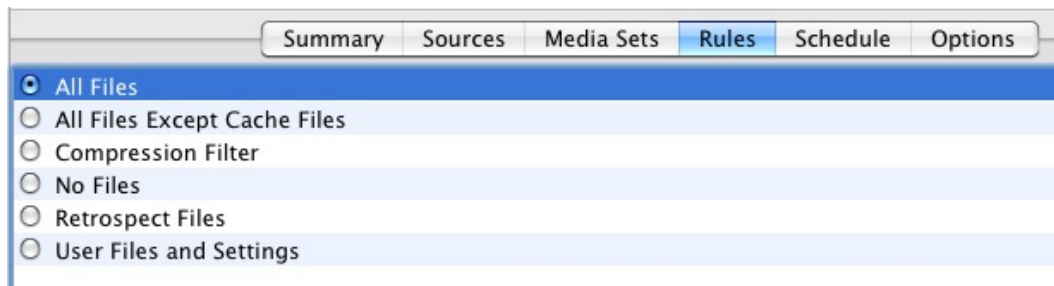 Summary Sources Media Sets Rules Schedule Options
All Files
All Files Except Cache Files
Compression Filter
No Files
Retrospect Files
User Files and Settings